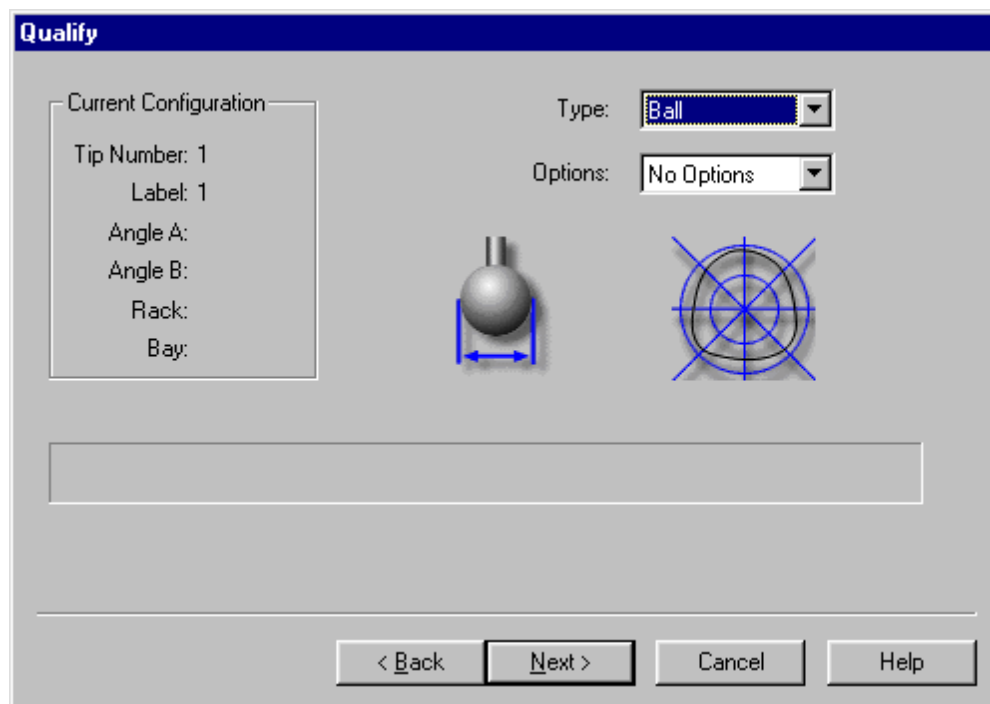 Qualify
Current Configuration
Tip Number: 1
Label: 1
Angle A:
Angle B:
Rack:
Bay:
Type: Ball
Options: No Options
< Back
Next >
Cancel
Help